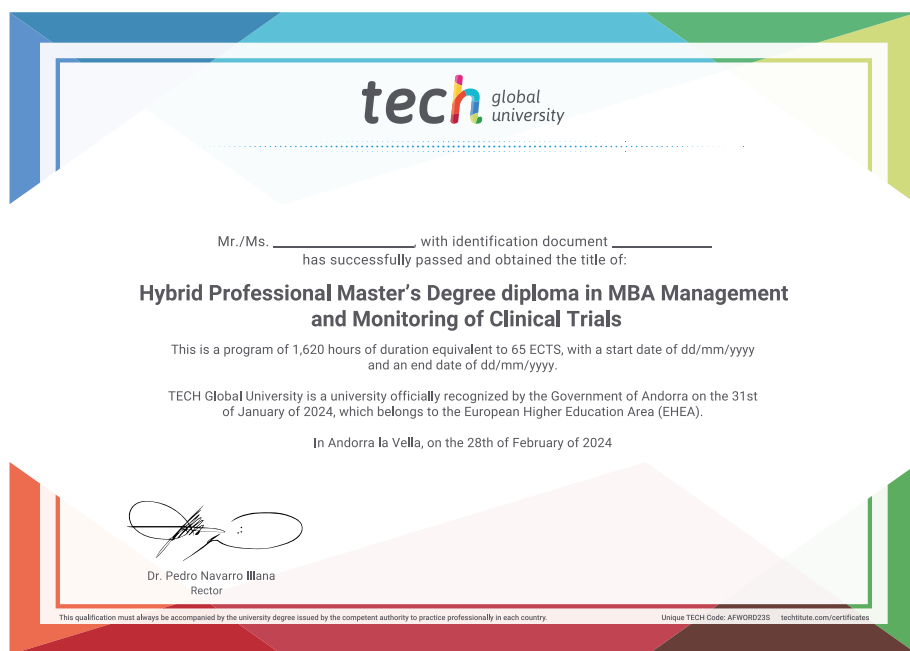 tech global
university
Mr./Ms. ______________, with identification document __________
has successfully passed and obtained the title of:
Hybrid Professional Master’s Degree diploma in MBA Management
and Monitoring of Clinical Trials
This is a program of 1,620 hours of duration equivalent to 65 ECTS, with a start date of dd/mm/yyyy
and an end date of dd/mm/yyyy.
TECH Global University is a university officially recognized by the Government of Andorra on the 31st
of January of 2024, which belongs to the European Higher Education Area (EHEA).
In Andorra la Vella, on the 28th of February of 2024
Dr. Pedro Navarro Illana
Rector
This qualification must always be accompanied by the university degree issued by the competent authority to practice professionally in each country.
Unique TECH Code: AFWORD23S techtitute.com/certificates